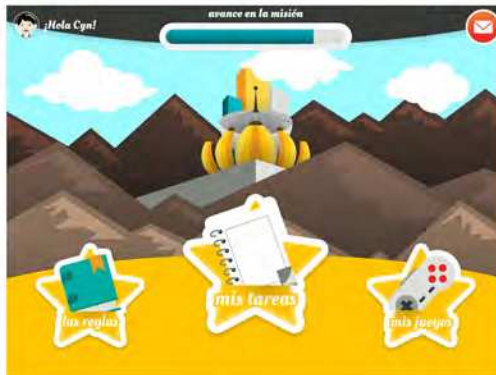 ¡Hola Cyn!
avance en la misión
las reglas
mis tareas
mis juegos